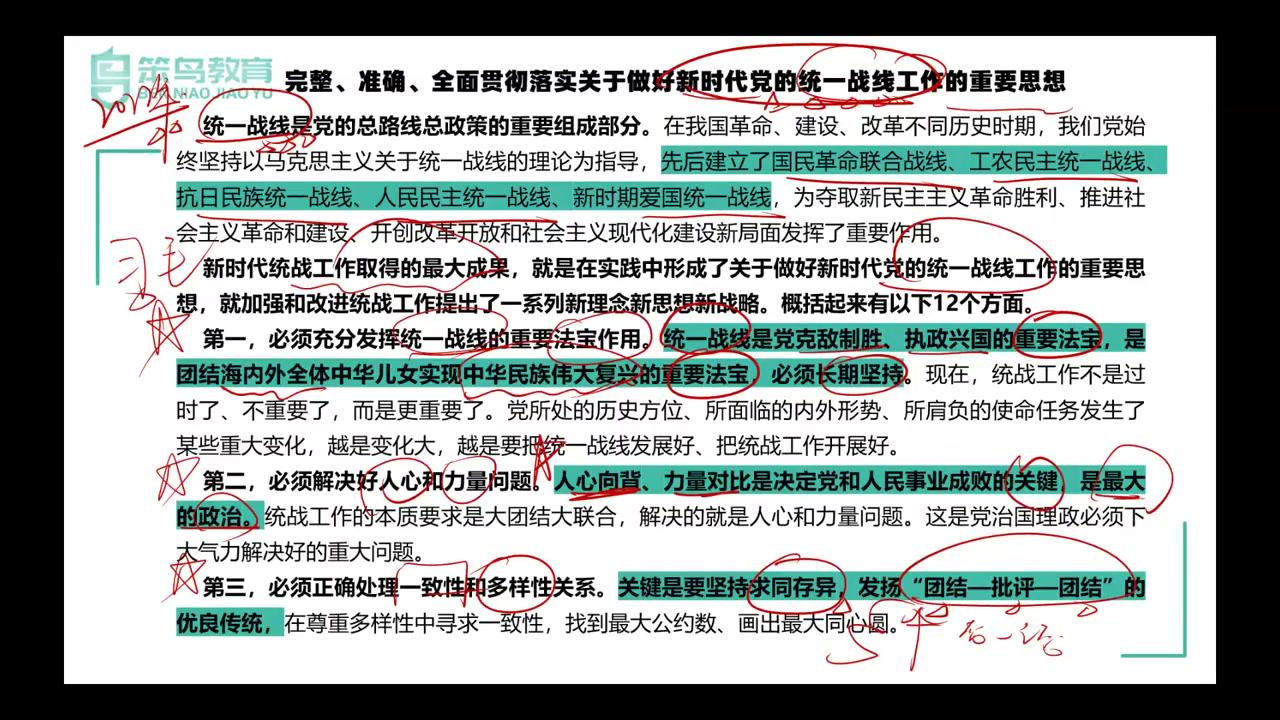 笨鸟教育
BEN NIAO JIAO YU
完整、准确、全面贯彻落实关于做好新时代党的统一战线工作的重要思想
统一战线是党的总路线总政策的重要组成部分。在我国革命、建设、改革不同历史时期，我们党始
终坚持以马克思主义关于统一战线的理论为指导，先后建立了国民革命联合战线、工农民主统一战线、
抗日民族统一战线、人民民主统一战线、新时期爱国统一战线，为夺取新民主主义革命胜利、推进社
会主义革命和建设、开创改革开放和社会主义现代化建设新局面发挥了重要作用。
新时代统战工作取得的最大成果，就是在实践中形成了关于做好新时代党的统一战线工作的重要思
想，就加强和改进统战工作提出了一系列新理念新思想新战略。概括起来有以下12个方面。
第一，必须充分发挥统一战线的重要法宝作用。统一战线是党克敌制胜、执政兴国的重要法宝，是
团结海内外全体中华儿女实现中华民族伟大复兴的重要法宝，必须长期坚持。现在，统战工作不是过
时了、不重要了，而是更重要了。党所处的历史方位、所面临的内外形势、所肩负的使命任务发生了
某些重大变化，越是变化大，越是要把统一战线发展好、把统战工作开展好。
第二，必须解决好人心和力量问题。人心向背、力量对比是决定党和人民事业成败的关键，是最大
的政治。统战工作的本质要求是大团结大联合，解决的就是人心和力量问题。这是党治国理政必须下
大气力解决好的重大问题。
第三，必须正确处理一致性和多样性关系。关键是要坚持求同存异，发扬“团结—批评—团结”的
优良传统，在尊重多样性中寻求一致性，找到最大公约数、画出最大同心圆。
习毛